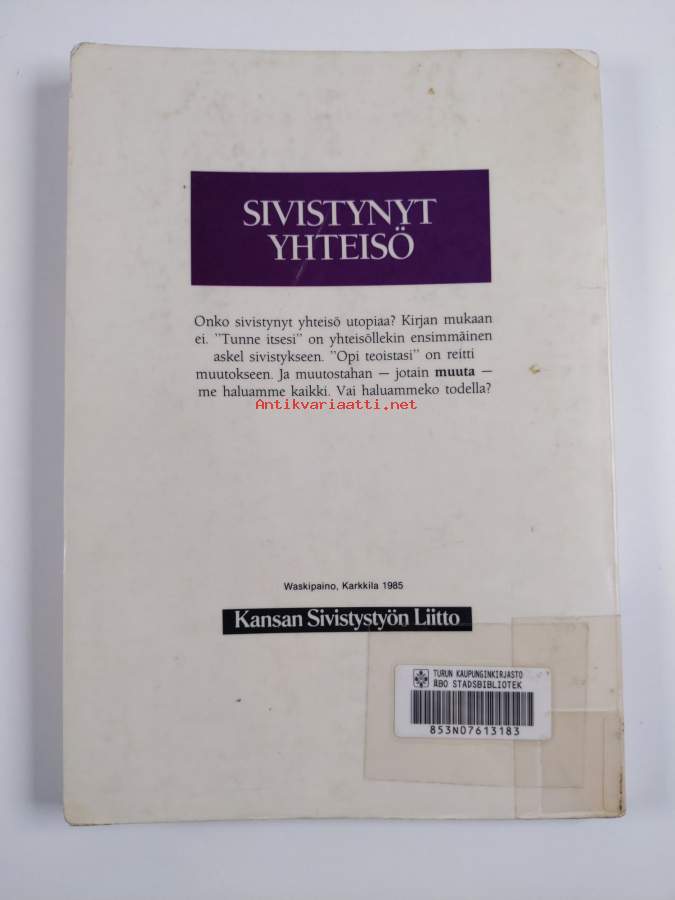 SIVISTYNYT
YHTEISÖ
Onko sivistynyt yhteisö utopiaa? Kirjan mukaan
ei. ”Tunne itsesi” on yhteisöllekin ensimmäinen
askel sivistykseen. ”Opi teoistasi” on reitti
muutokseen. Ja muutostahan — jotain muuta —
me haluamme kaikki. Vai haluammeko todella?
Antikvariaatti.net
Waskipaino, Karkkila 1985
Kansan Sivistystyön Liitto
TURUN KAUPUNGINKIRJASTO
ÅBO STADSBIBLIOTEK
853N07613183